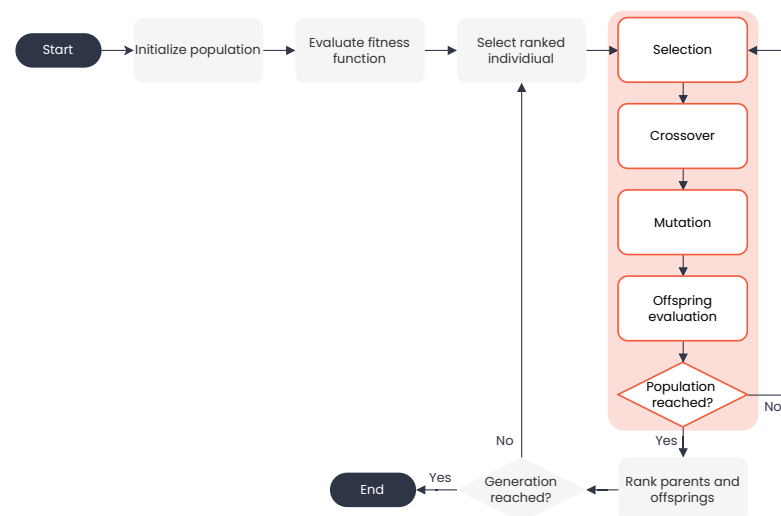 Start
Initialize population
Evaluate fitness
function
Select ranked
individiual
Selection
Crossover
Mutation
Offspring
evaluation
Population
reached?
No
Yes
No
Rank parents and
offsprings
Generation
reached?
Yes
End